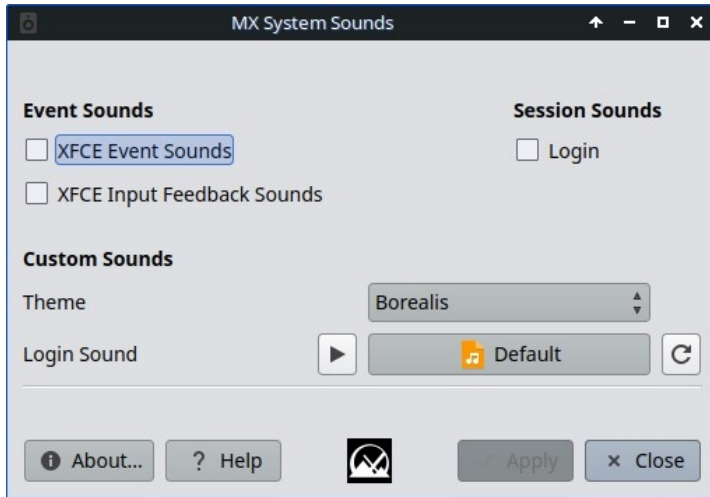 MX System Sounds
Event Sounds
Session Sounds
XFCE Event Sounds
Login
XFCE Input Feedback Sounds
Custom Sounds
Theme
Borealis
Login Sound
Default
About...
? Help
Apply
Close